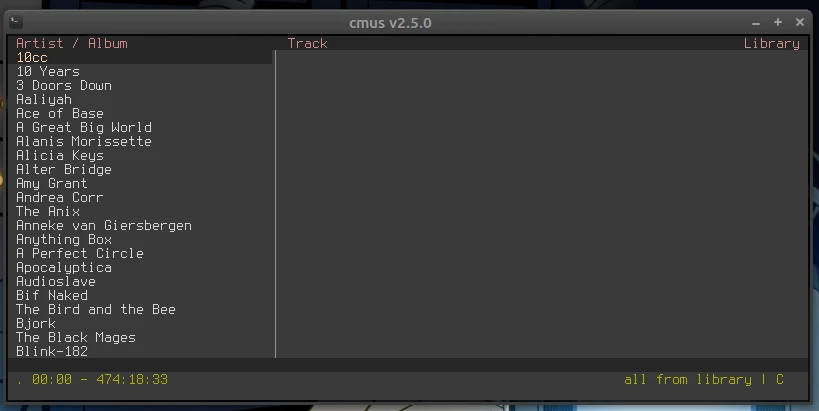 cmus v2.5.0
Artist / Album Track Library
10cc
10 Years
3 Doors Down
Aaliyah
Ace of Base
A Great Big World
Alanis Morissette
Alicia Keys
Alter Bridge
Amy Grant
Andrea Corr
The Anix
Anneke van Giersbergen
Anything Box
A Perfect Circle
Apocalyptica
Audioslave
Bif Naked
The Bird and the Bee
Bjork
The Black Mages
Blink-182
. 00:00 - 474:18:33 all from library | C